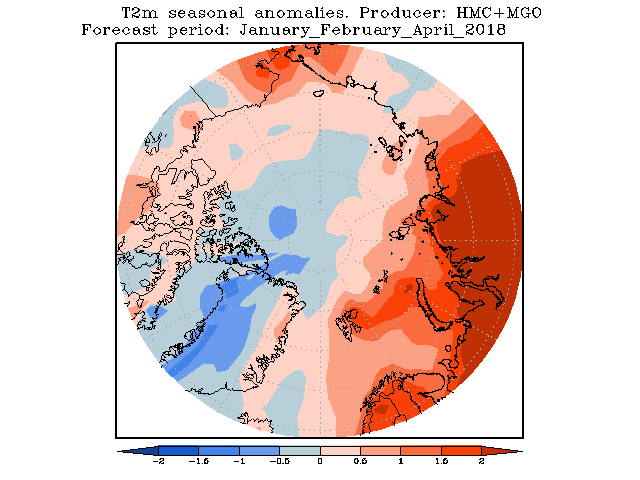 T2m seasonal anomalies. Producer: HMC+MGO
Forecast period: January_February_April_2018
-2 -1.5 -1 -0.5 0 0.5 1 1.5 2